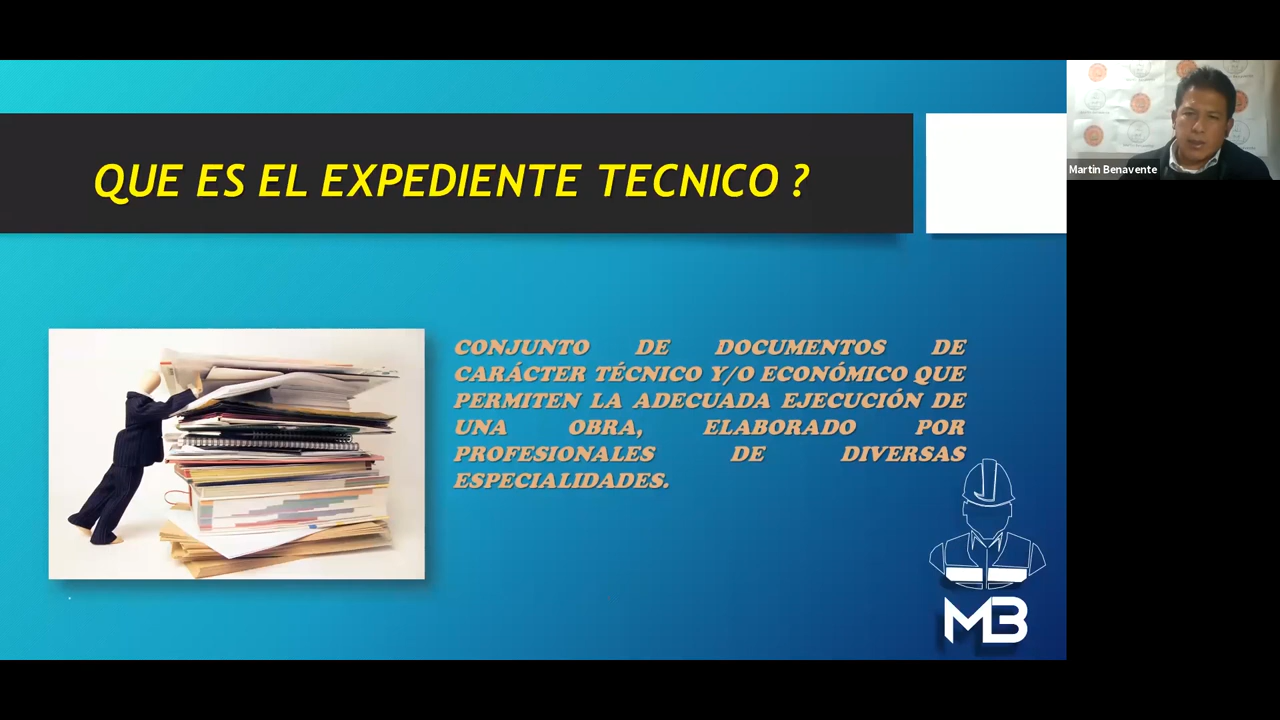 QUE ES EL EXPEDIENTE TECNICO ?
CONJUNTO DE DOCUMENTOS DE
CARÁCTER TÉCNICO Y/O ECONÓMICO QUE
PERMITEN LA ADECUADA EJECUCIÓN DE
UNA OBRA, ELABORADO POR
PROFESIONALES DE DIVERSAS
ESPECIALIDADES.
MB
Martin Benavente